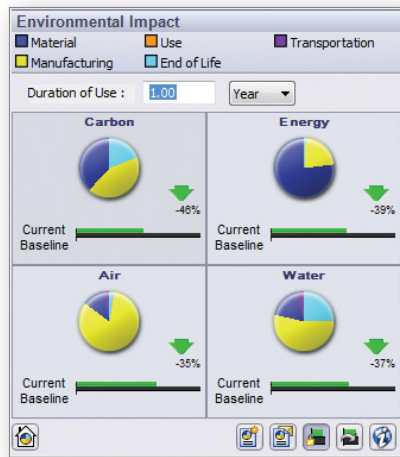 Environmental Impact
Material Use Transportation
Manufacturing End of Life
Duration of Use : 1.00 Year
Carbon Energy
-46% -39%
Current Current
Baseline Baseline
Air Water
-35% -37%
Current Current
Baseline Baseline